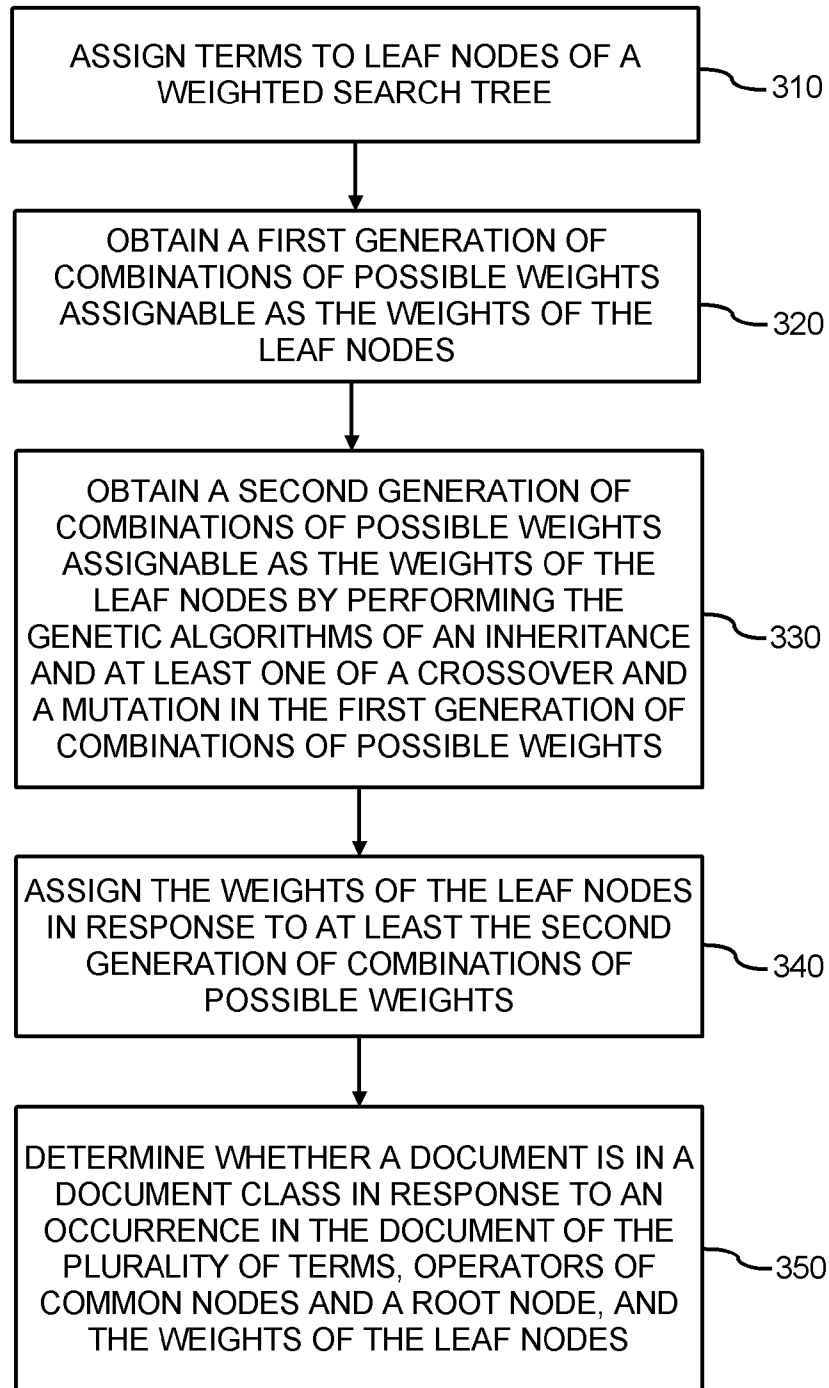 ASSIGN TERMS TO LEAF NODES OF A
WEIGHTED SEARCH TREE
310
OBTAIN A FIRST GENERATION OF
COMBINATIONS OF POSSIBLE WEIGHTS
ASSIGNABLE AS THE WEIGHTS OF THE
LEAF NODES
320
OBTAIN A SECOND GENERATION OF
COMBINATIONS OF POSSIBLE WEIGHTS
ASSIGNABLE AS THE WEIGHTS OF THE
LEAF NODES BY PERFORMING THE
GENETIC ALGORITHMS OF AN INHERITANCE
AND AT LEAST ONE OF A CROSSOVER AND
A MUTATION IN THE FIRST GENERATION OF
COMBINATIONS OF POSSIBLE WEIGHTS
330
ASSIGN THE WEIGHTS OF THE LEAF NODES
IN RESPONSE TO AT LEAST THE SECOND
GENERATION OF COMBINATIONS OF
POSSIBLE WEIGHTS
340
DETERMINE WHETHER A DOCUMENT IS IN A
DOCUMENT CLASS IN RESPONSE TO AN
OCCURRENCE IN THE DOCUMENT OF THE
PLURALITY OF TERMS, OPERATORS OF
COMMON NODES AND A ROOT NODE, AND
THE WEIGHTS OF THE LEAF NODES
350